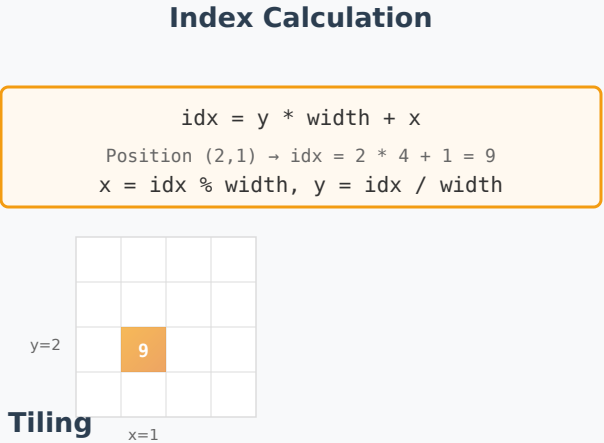 Index Calculation
idx = y * width + x
Position (2,1) → idx = 2 * 4 + 1 = 9
x = idx % width, y = idx / width
y=2
9
Tiling
x=1